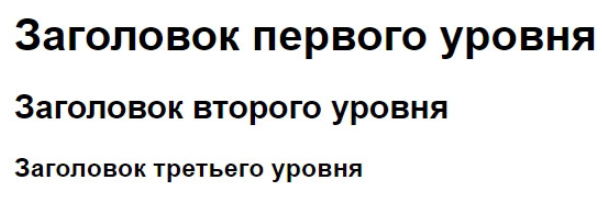 Заголовок первого уровня
Заголовок второго уровня
Заголовок третьего уровня